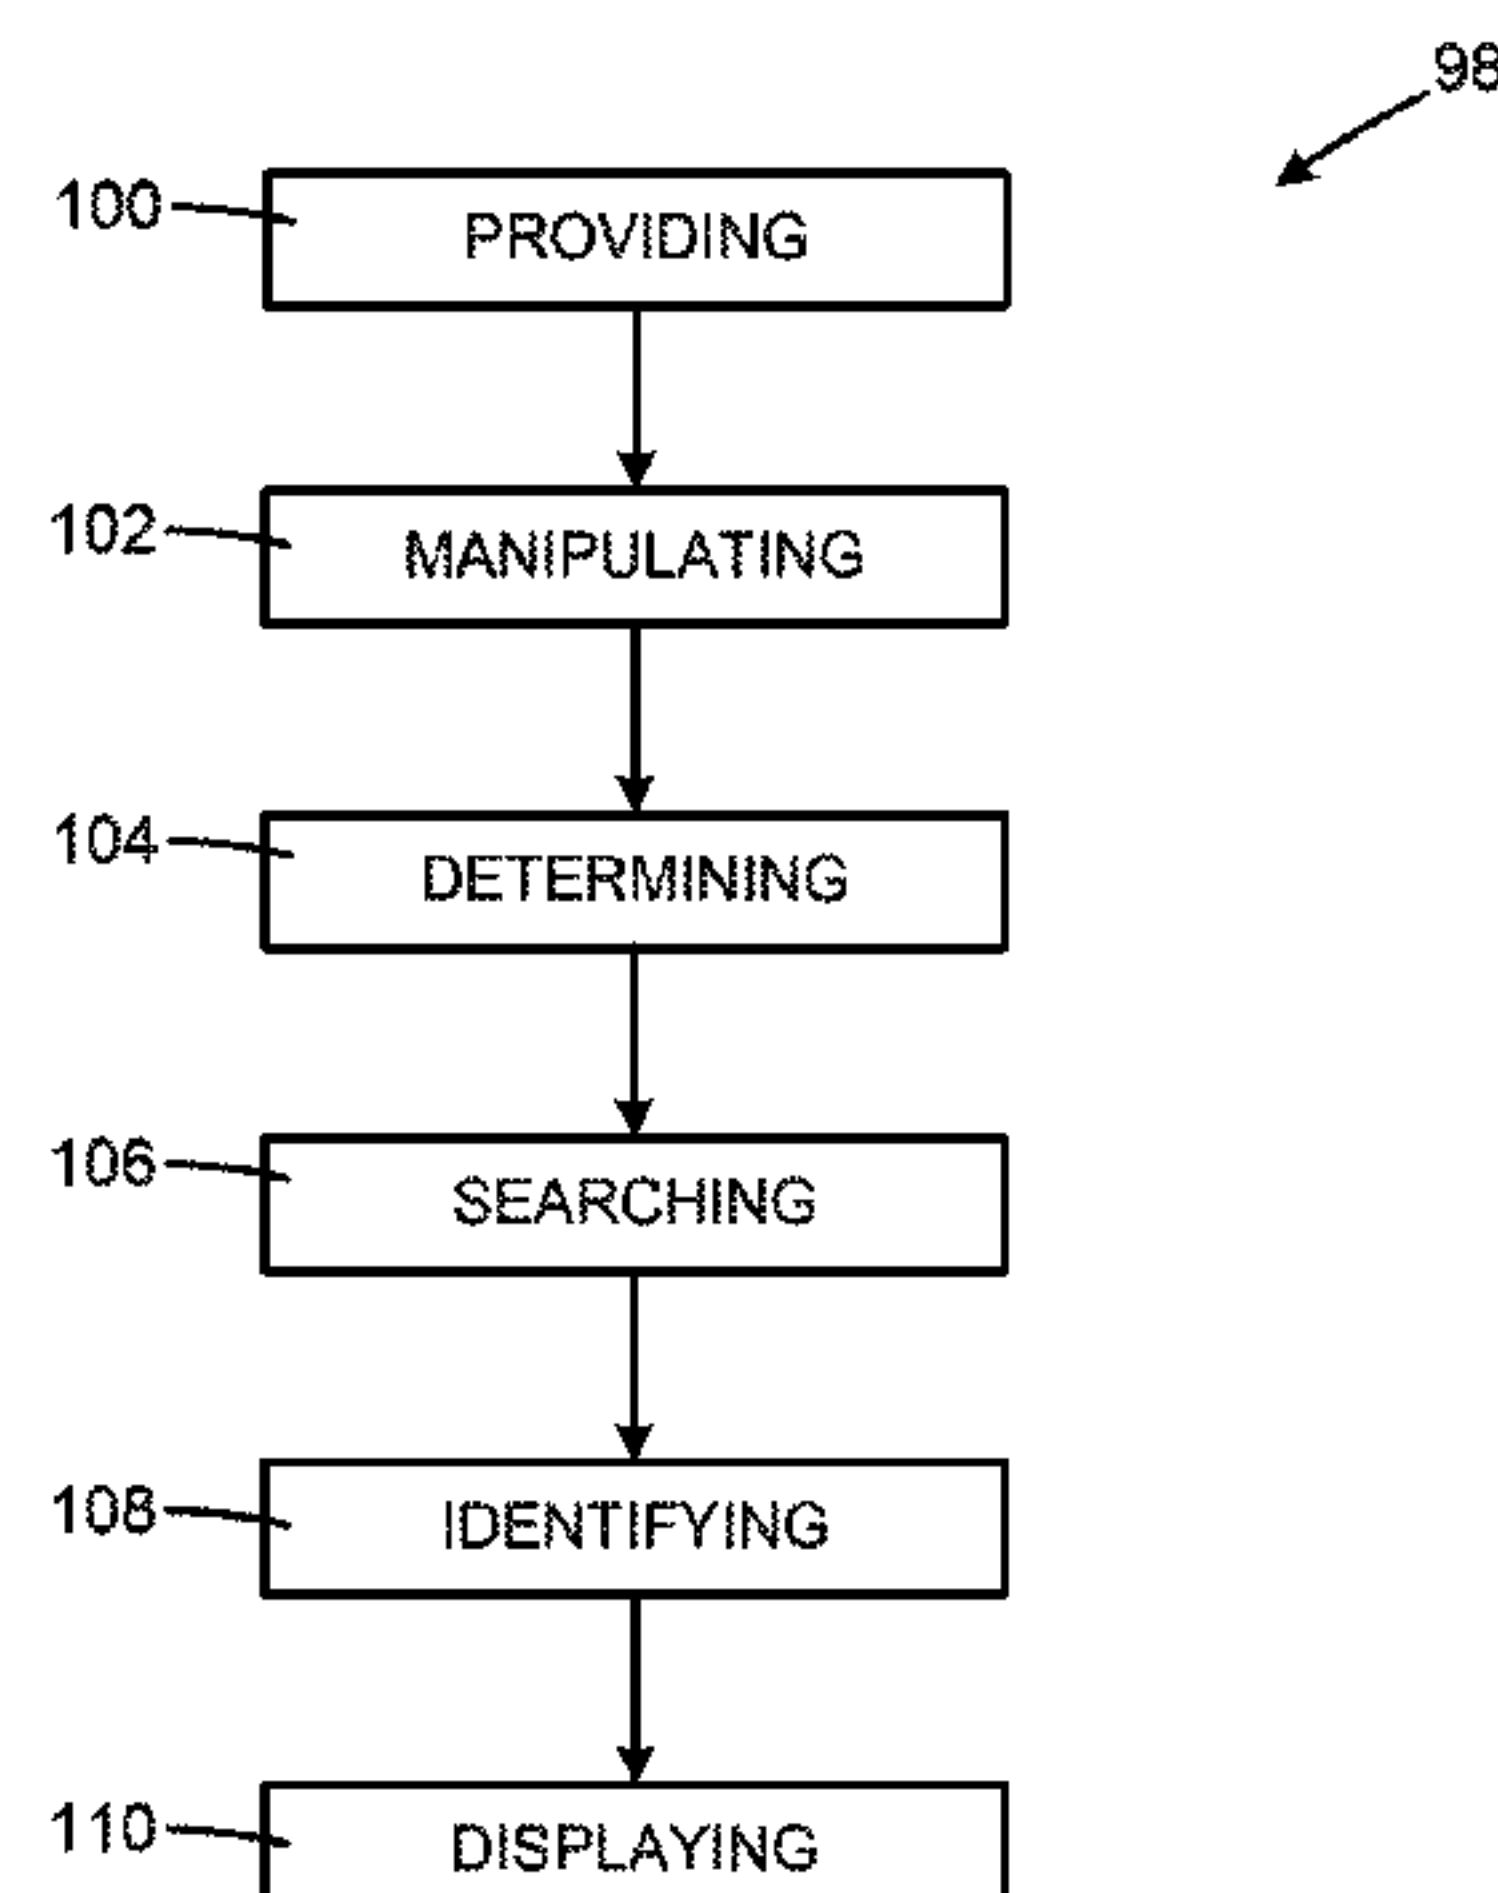 98
100 PROVIDING
102 MANIPULATING
104 DETERMINING
106 SEARCHING
108 IDENTIFYING
110 DISPLAYING